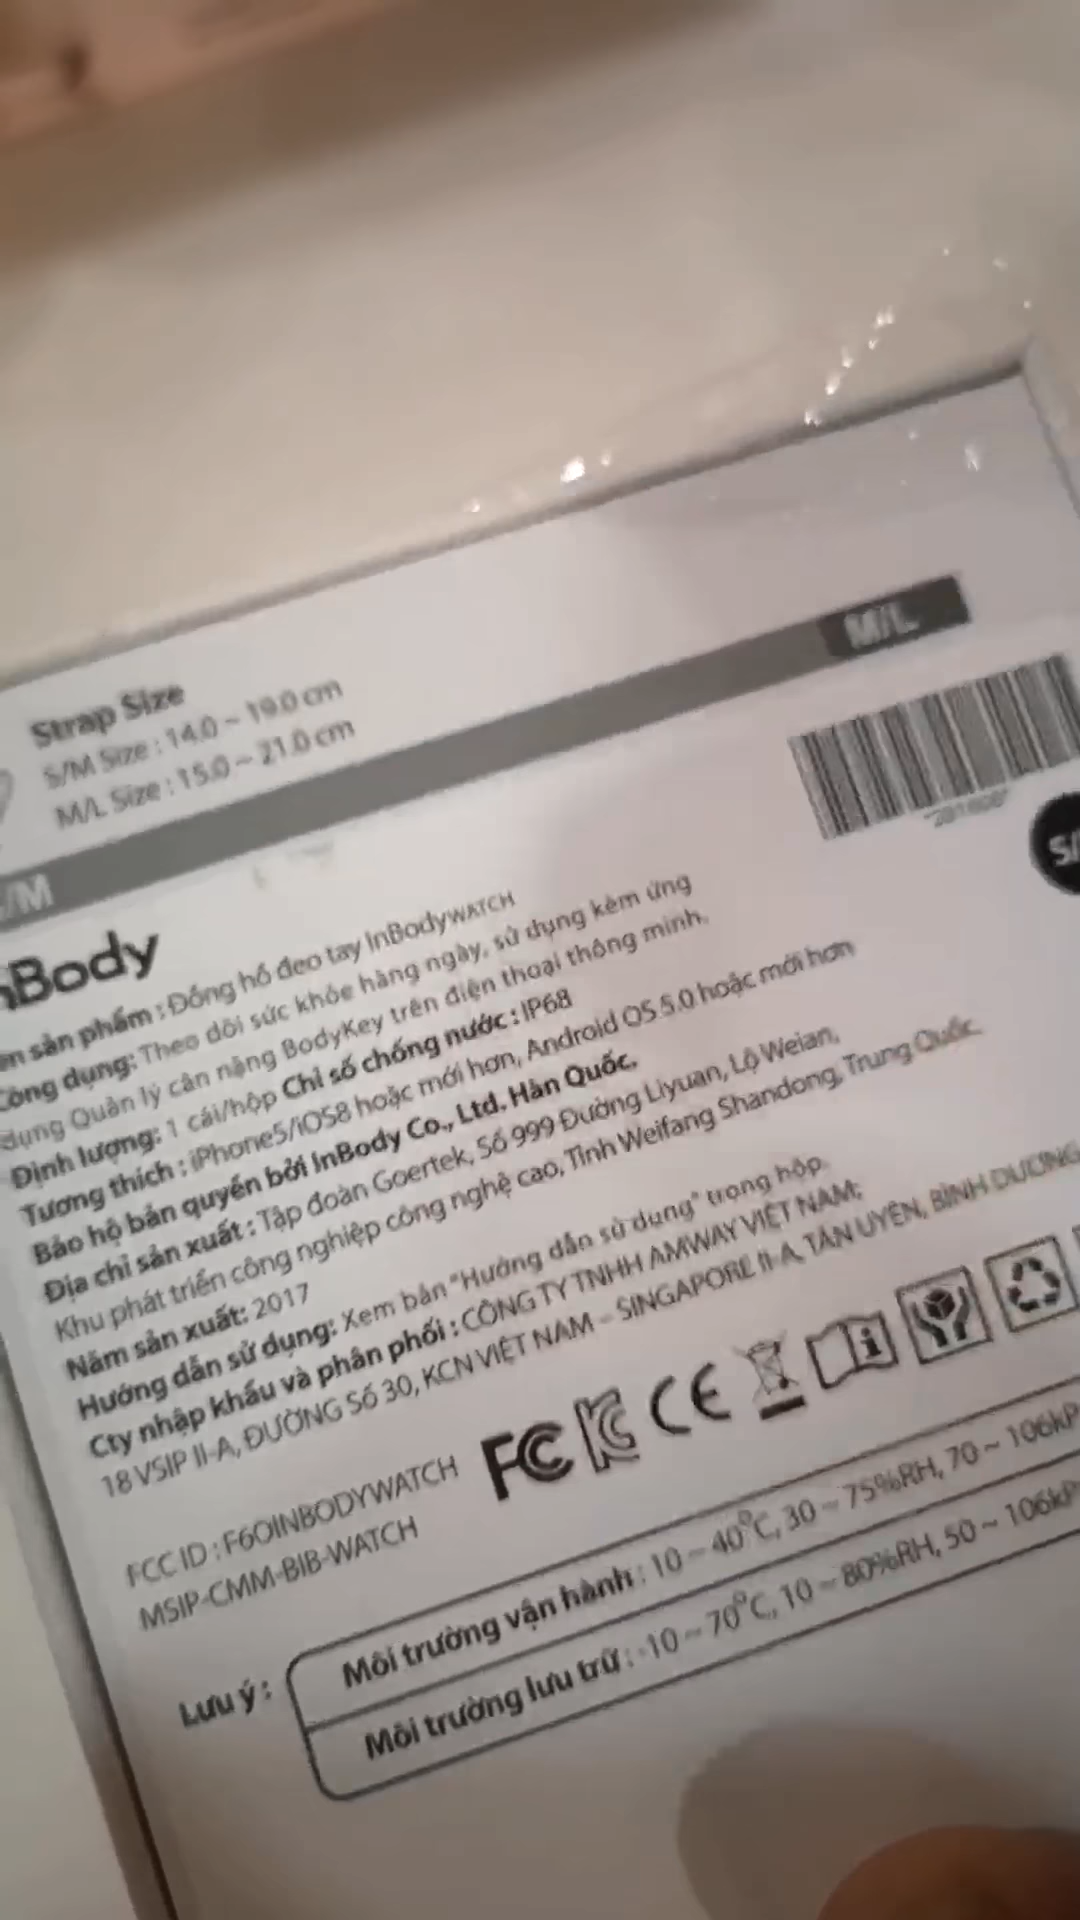 Strap Size
S/M Size : 14.0 ~ 19.0 cm
M/L Size : 15.0 ~ 21.0 cm
/M
M/L
S/
nBody
ên sản phẩm : Đồng hồ đeo tay InBodyWATCH
Công dụng: Theo dõi sức khỏe hàng ngày, sử dụng kèm ứng
dụng Quản lý cân nặng BodyKey trên điện thoại thông minh.
Định lượng: 1 cái/hộp Chỉ số chống nước : IP68
Tương thích : iPhone5/iOS8 hoặc mới hơn, Android OS 5.0 hoặc mới hơn
Bảo hộ bản quyền bởi InBody Co., Ltd. Hàn Quốc.
Địa chỉ sản xuất : Tập đoàn Goertek, Số 999 Đường Liyuan, Lộ Weian,
Khu phát triển công nghiệp công nghệ cao, Tỉnh Weifang Shandong, Trung Quốc.
Năm sản xuất: 2017
Hướng dẫn sử dụng: Xem bản "Hướng dẫn sử dụng" trong hộp.
Cty nhập khẩu và phân phối : CÔNG TY TNHH AMWAY VIỆT NAM;
18 VSIP II-A, ĐƯỜNG Số 30, KCN VIỆT NAM – SINGAPORE II-A, TÂN UYÊN, BÌNH DƯƠNG
FCC ID : F6OINBODYWATCH
MSIP-CMM-BIB-WATCH
FC CE
Lưu ý :
Môi trường vận hành : 10 ~ 40°C, 30 ~ 75%RH, 70 ~ 106kP
Môi trường lưu trữ : -10 ~ 70°C, 10 ~ 80%RH, 50 ~ 106kP